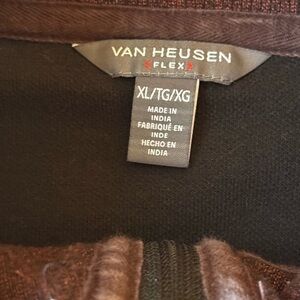 VAN HEUSEN
FLEX
XL/TG/XG
MADE IN
INDIA
FABRIQUÉ EN
INDE
HECHO EN
INDIA